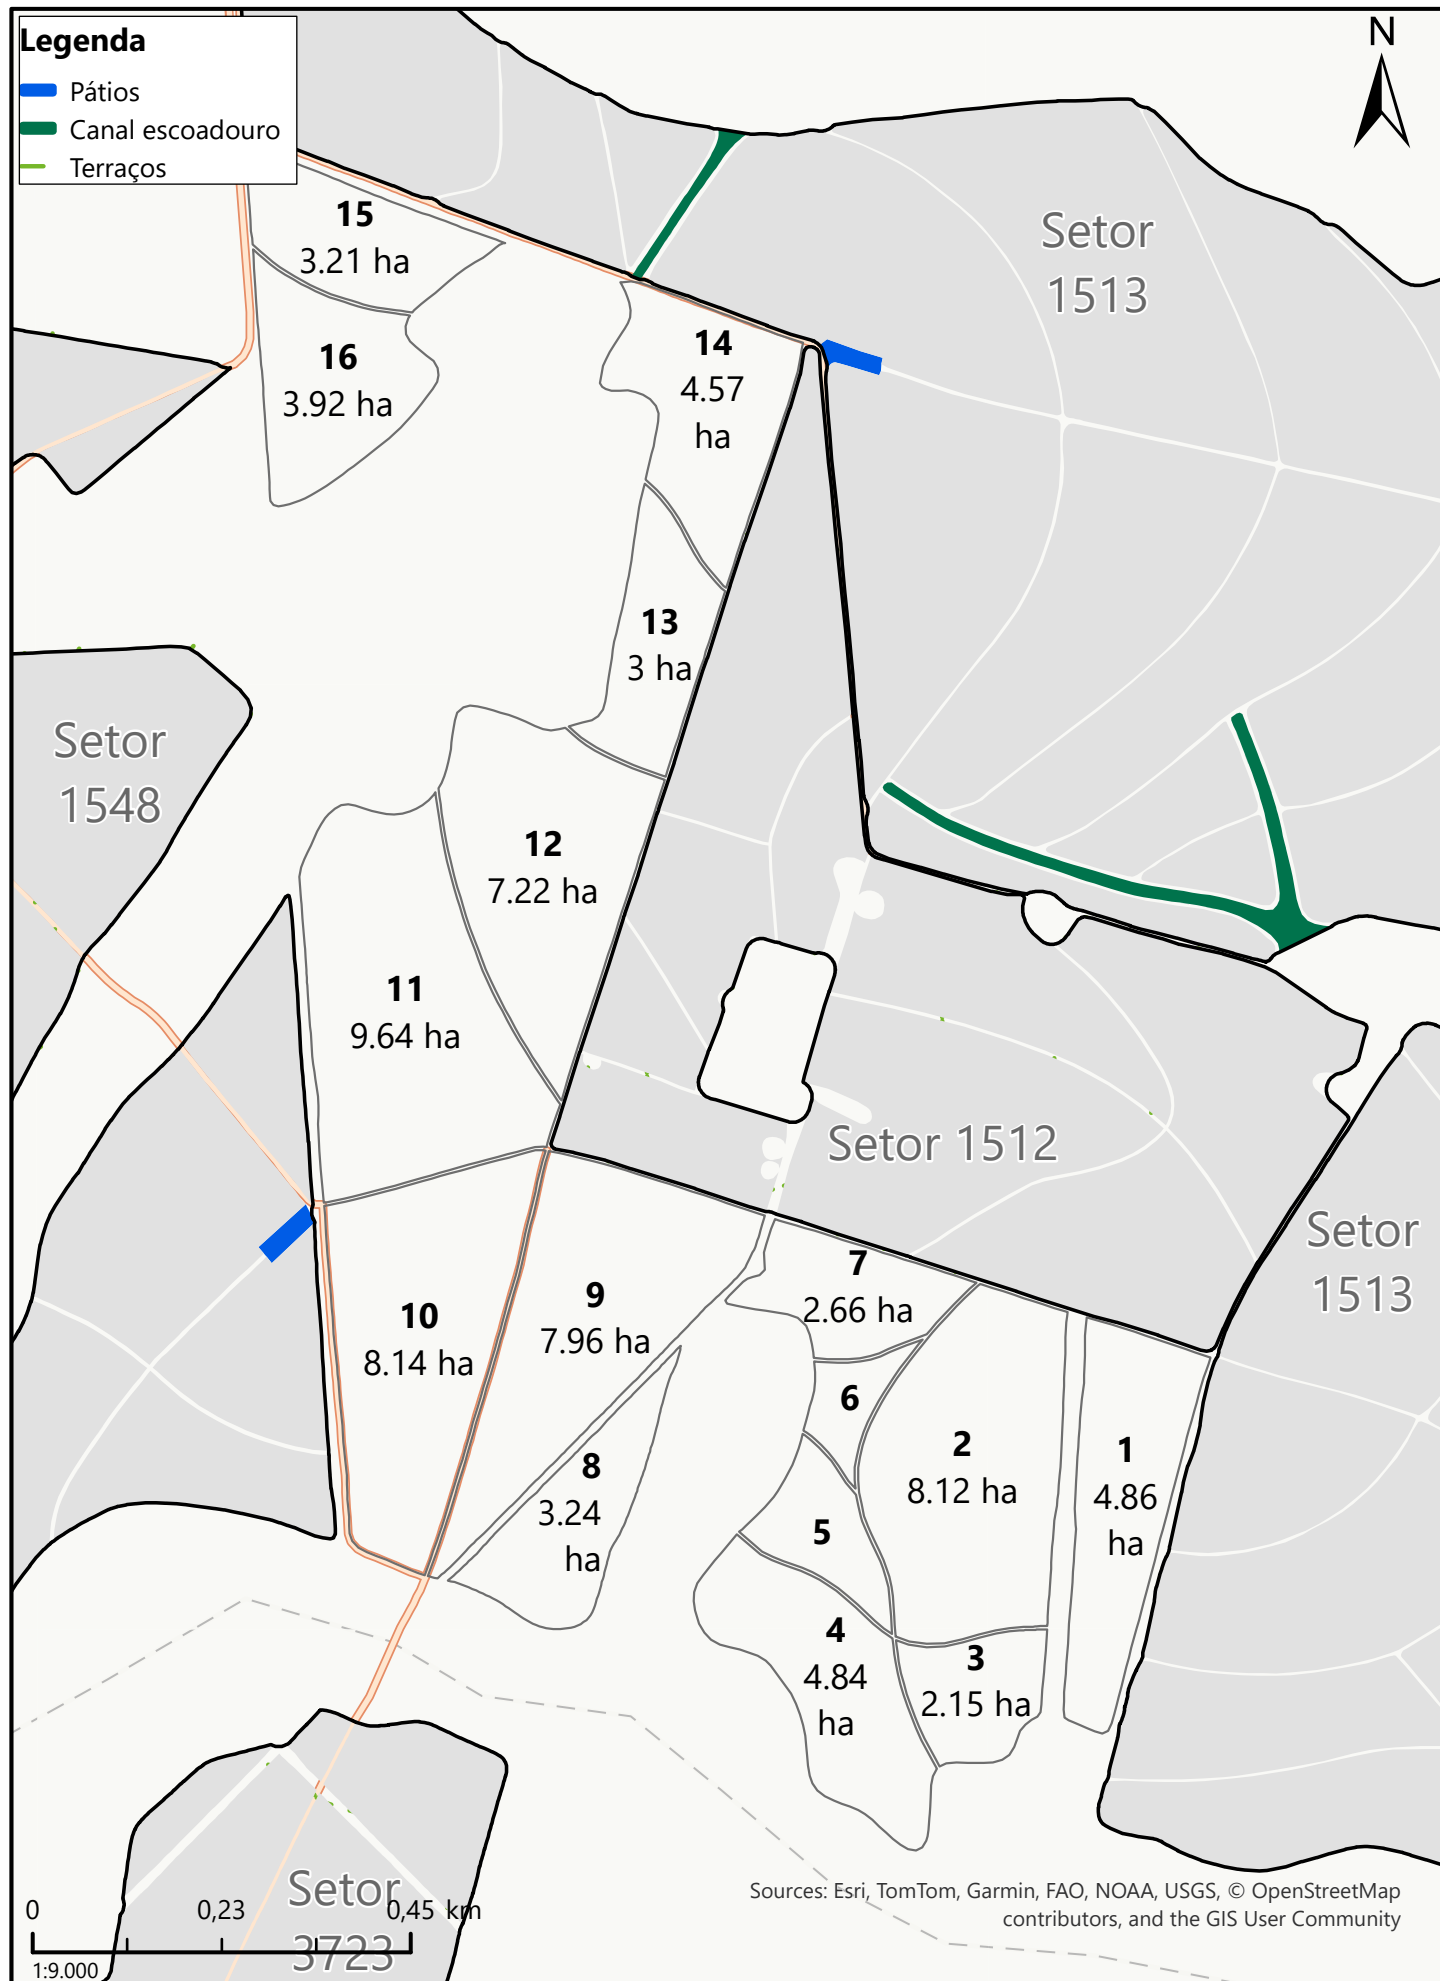 Legenda
Pátios
Canal escoadouro
Terraços
N
15
3.21 ha
16
3.92 ha
14
4.57
ha
Setor
1513
13
3 ha
Setor
1548
12
7.22 ha
11
9.64 ha
Setor 1512
Setor
1513
10
8.14 ha
9
7.96 ha
7
2.66 ha
6
8
3.24
ha
2
8.12 ha
1
4.86
ha
5
4
4.84
ha
3
2.15 ha
Setor
3723
0 0,23 0,45 km
1:9.000
Sources: Esri, TomTom, Garmin, FAO, NOAA, USGS, © OpenStreetMap
contributors, and the GIS User Community